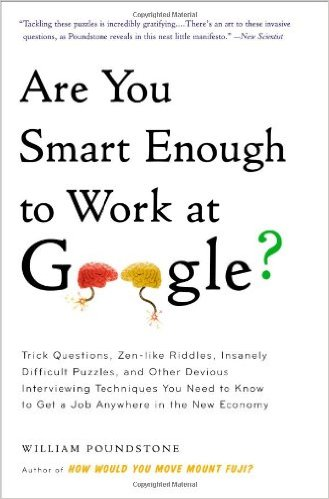 Copyrighted Material
"Tackling these puzzles is incredibly gratifying....There's an art to these invasive
questions, as Poundstone reveals in this neat little manifesto." —New Scientist
Are You
Smart Enough
to Work at
Google?
Trick Questions, Zen-like Riddles, Insanely
Difficult Puzzles, and Other Devious
Interviewing Techniques You Need to Know
to Get a Job Anywhere in the New Economy
WILLIAM POUNDSTONE
Author of HOW WOULD YOU MOVE MOUNT FUJI?
Copyrighted Material